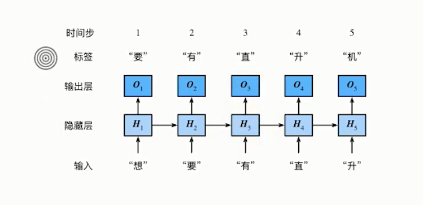 时间步 1 2 3 4 5
标签 “要” “有” “直” “升” “机”
输出层 O1 O2 O3 O4 O5
隐藏层 H1 H2 H3 H4 H5
输入 “想” “要” “有” “直” “升”